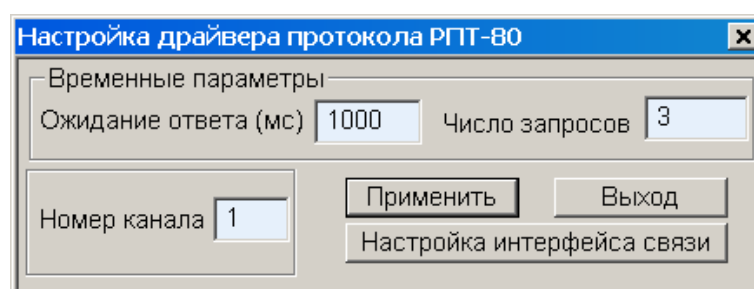 Настройка драйвера протокола РПТ-80
Временные параметры
Ожидание ответа (мс) 1000 Число запросов 3
Номер канала 1
Применить Выход
Настройка интерфейса связи